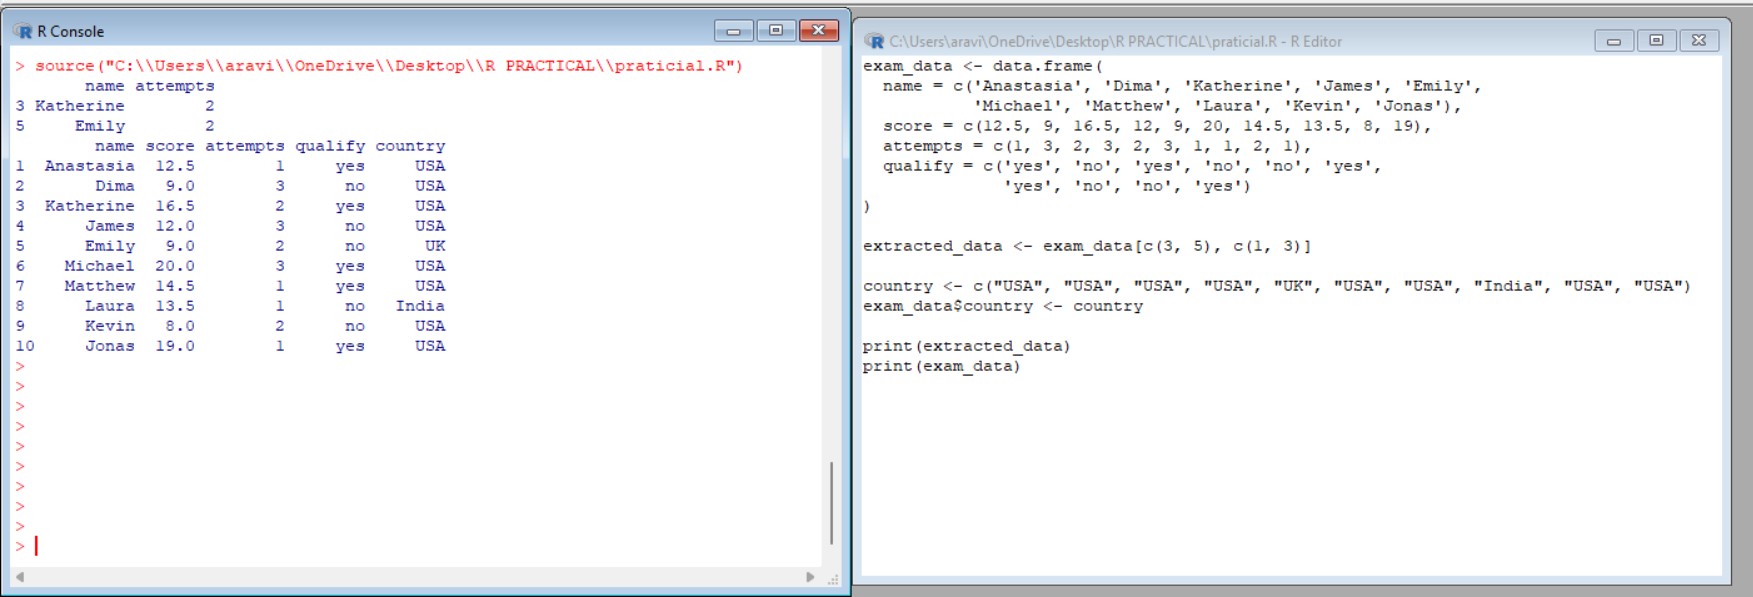 R Console
> source("C:\\Users\\aravi\\OneDrive\\Desktop\\R PRACTICAL\\praticial.R")
       name attempts
3 Katherine        2
5     Emily        2
        name score attempts qualify country
1  Anastasia  12.5        1     yes     USA
2       Dima   9.0        3      no     USA
3  Katherine  16.5        2     yes     USA
4      James  12.0        3      no     USA
5      Emily   9.0        2      no      UK
6    Michael  20.0        3     yes     USA
7    Matthew  14.5        1     yes     USA
8      Laura  13.5        1      no   India
9      Kevin   8.0        2      no     USA
10     Jonas  19.0        1     yes     USA
>
>
>
>
>
>
>
>
>
>
C:\Users\aravi\OneDrive\Desktop\R PRACTICAL\praticial.R - R Editor
exam_data <- data.frame(
  name = c('Anastasia', 'Dima', 'Katherine', 'James', 'Emily',
           'Michael', 'Matthew', 'Laura', 'Kevin', 'Jonas'),
  score = c(12.5, 9, 16.5, 12, 9, 20, 14.5, 13.5, 8, 19),
  attempts = c(1, 3, 2, 3, 2, 3, 1, 1, 2, 1),
  qualify = c('yes', 'no', 'yes', 'no', 'no', 'yes',
              'yes', 'no', 'no', 'yes')
)
extracted_data <- exam_data[c(3, 5), c(1, 3)]
country <- c("USA", "USA", "USA", "USA", "UK", "USA", "USA", "India", "USA", "USA")
exam_data$country <- country
print(extracted_data)
print(exam_data)